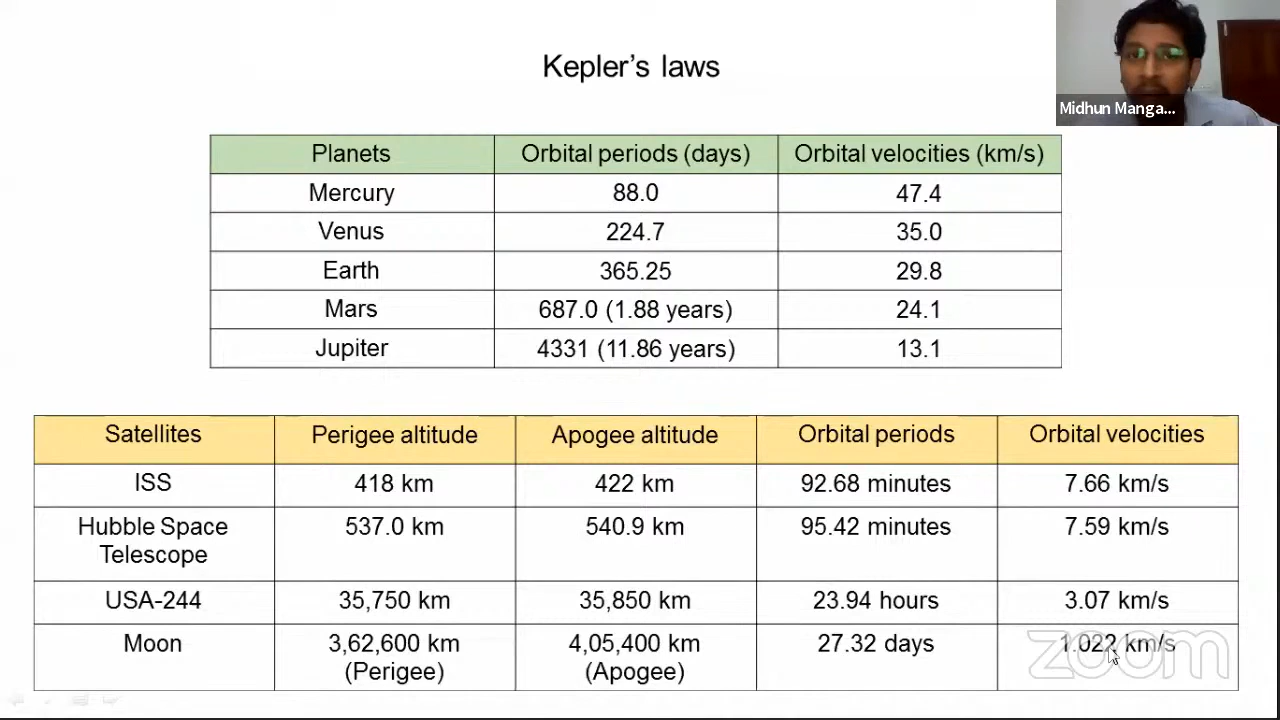 Kepler's laws
Midhun Manga...
Planets Orbital periods (days) Orbital velocities (km/s)
Mercury 88.0 47.4
Venus 224.7 35.0
Earth 365.25 29.8
Mars 687.0 (1.88 years) 24.1
Jupiter 4331 (11.86 years) 13.1
Satellites Perigee altitude Apogee altitude Orbital periods Orbital velocities
ISS 418 km 422 km 92.68 minutes 7.66 km/s
Hubble Space 537.0 km 540.9 km 95.42 minutes 7.59 km/s
Telescope
USA-244 35,750 km 35,850 km 23.94 hours 3.07 km/s
Moon 3,62,600 km 4,05,400 km 27.32 days 1.022 km/s
(Perigee) (Apogee)
zoom